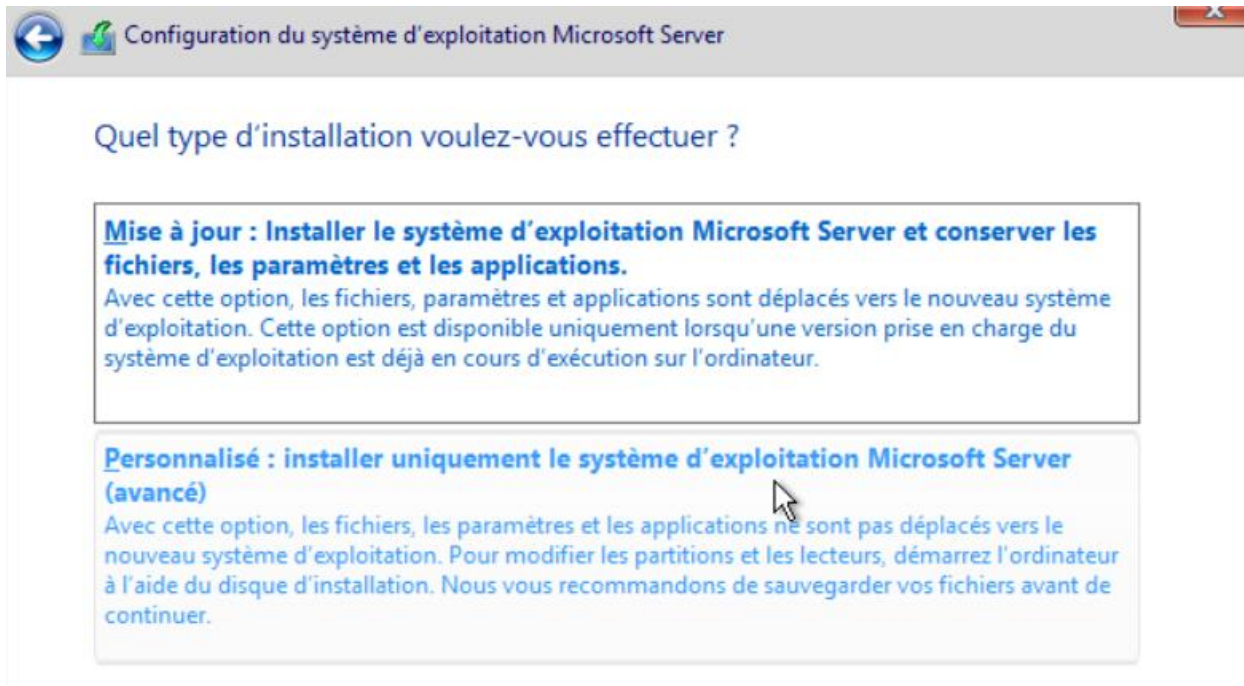 Configuration du système d'exploitation Microsoft Server
Quel type d'installation voulez-vous effectuer ?
Mise à jour : Installer le système d'exploitation Microsoft Server et conserver les
fichiers, les paramètres et les applications.
Avec cette option, les fichiers, paramètres et applications sont déplacés vers le nouveau système
d'exploitation. Cette option est disponible uniquement lorsqu'une version prise en charge du
système d'exploitation est déjà en cours d'exécution sur l'ordinateur.
Personnalisé : installer uniquement le système d'exploitation Microsoft Server
(avancé)
Avec cette option, les fichiers, les paramètres et les applications ne sont pas déplacés vers le
nouveau système d'exploitation. Pour modifier les partitions et les lecteurs, démarrez l'ordinateur
à l'aide du disque d'installation. Nous vous recommandons de sauvegarder vos fichiers avant de
continuer.